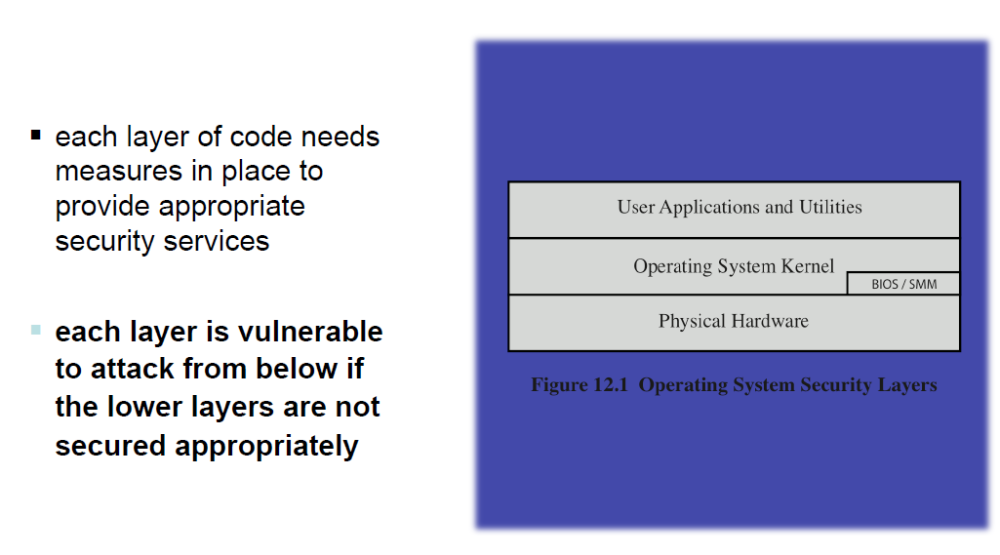 each layer of code needs
measures in place to
provide appropriate
security services
each layer is vulnerable
to attack from below if
the lower layers are not
secured appropriately
User Applications and Utilities
Operating System Kernel
BIOS / SMM
Physical Hardware
Figure 12.1 Operating System Security Layers